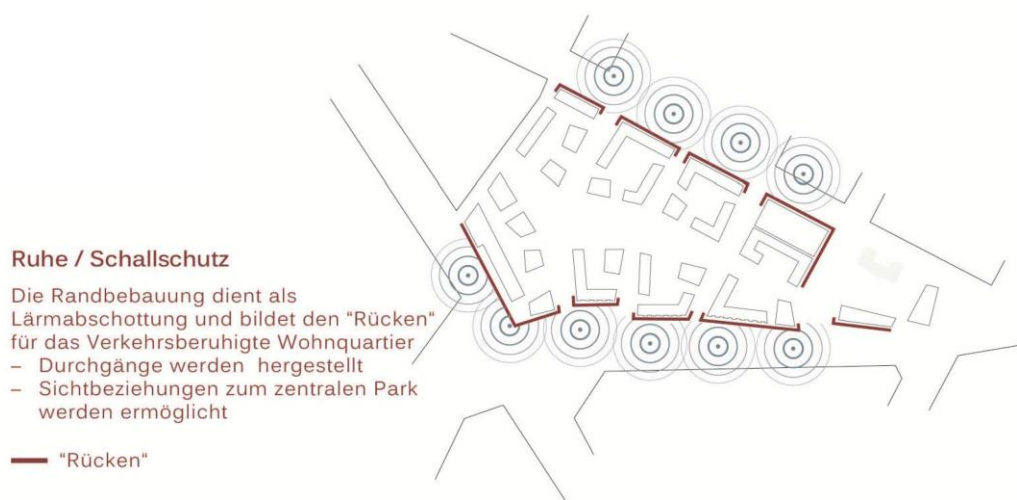 Ruhe / Schallschutz
Die Randbebauung dient als
Lärmabschottung und bildet den "Rücken"
für das Verkehrsberuhigte Wohnquartier
– Durchgänge werden hergestellt
– Sichtbeziehungen zum zentralen Park
werden ermöglicht
"Rücken"